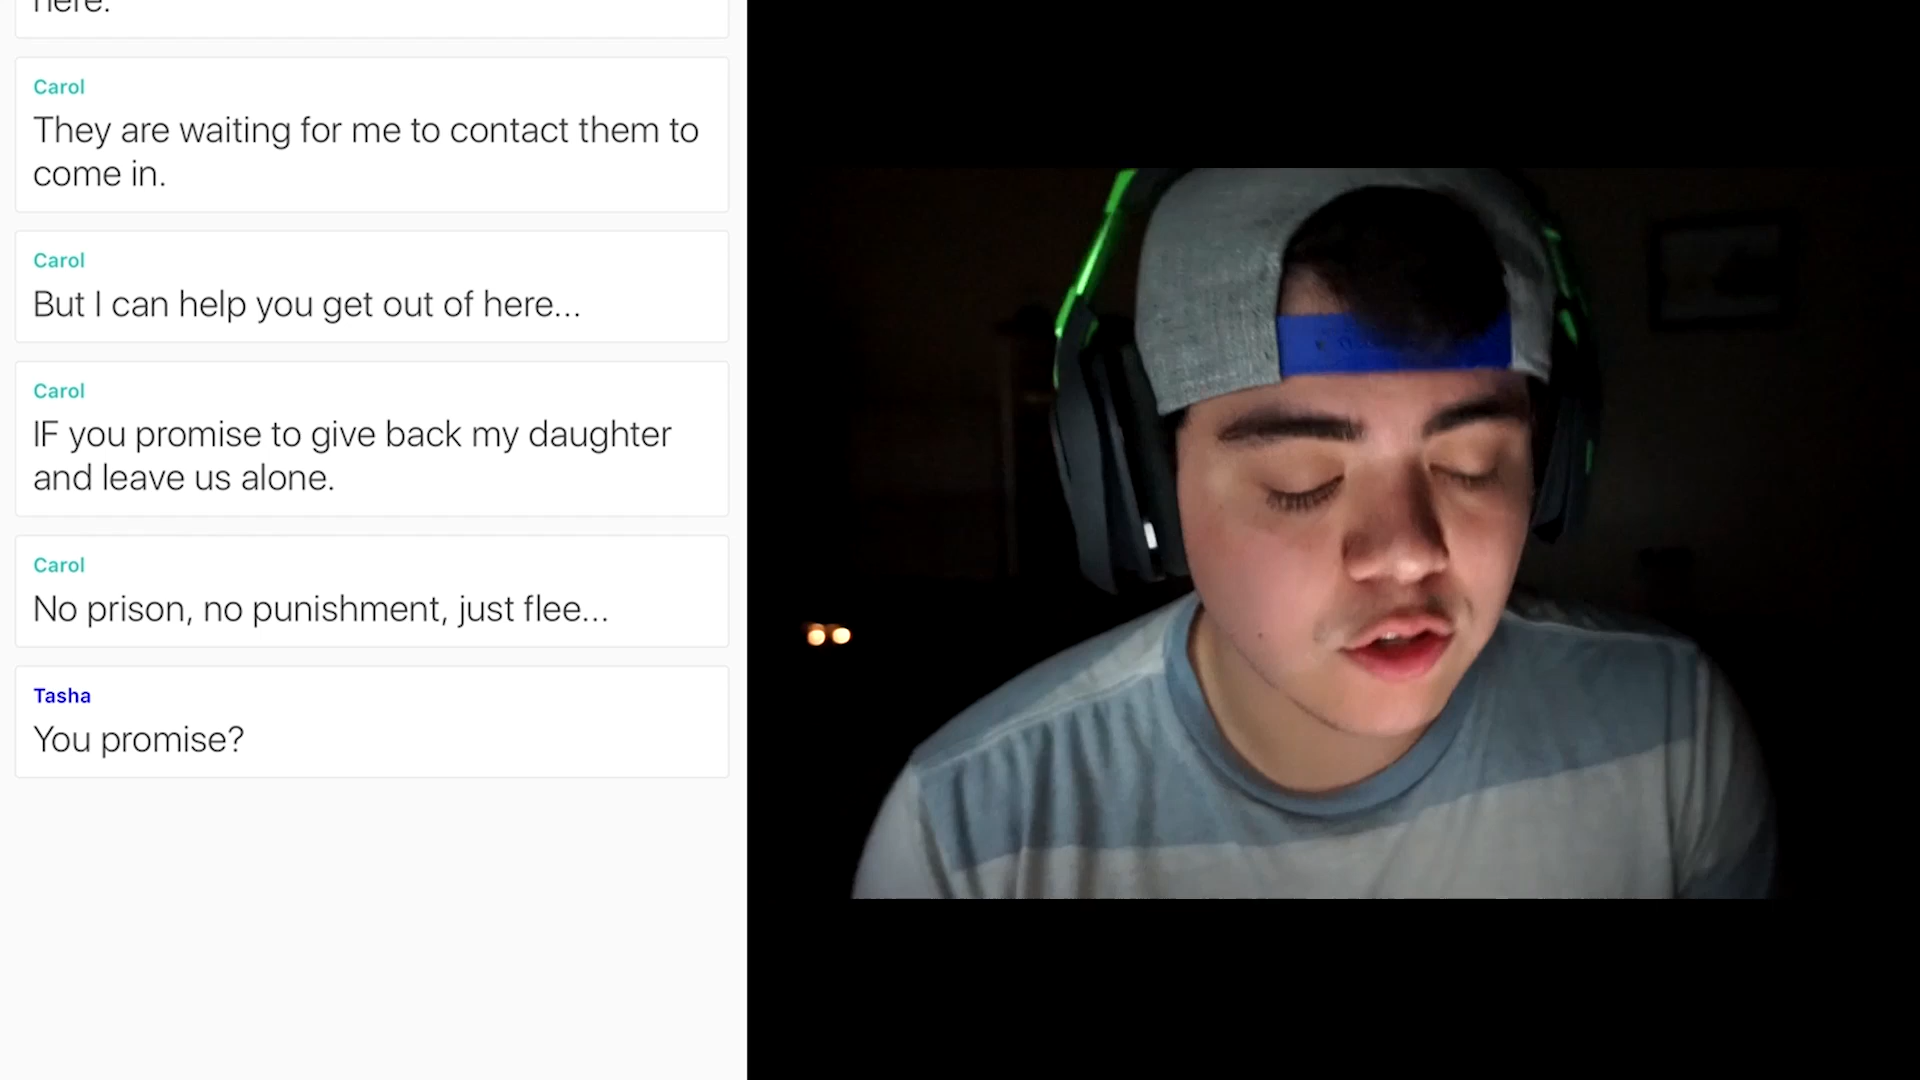 here.
Carol
They are waiting for me to contact them to
come in.
Carol
But I can help you get out of here...
Carol
IF you promise to give back my daughter
and leave us alone.
Carol
No prison, no punishment, just flee...
Tasha
You promise?